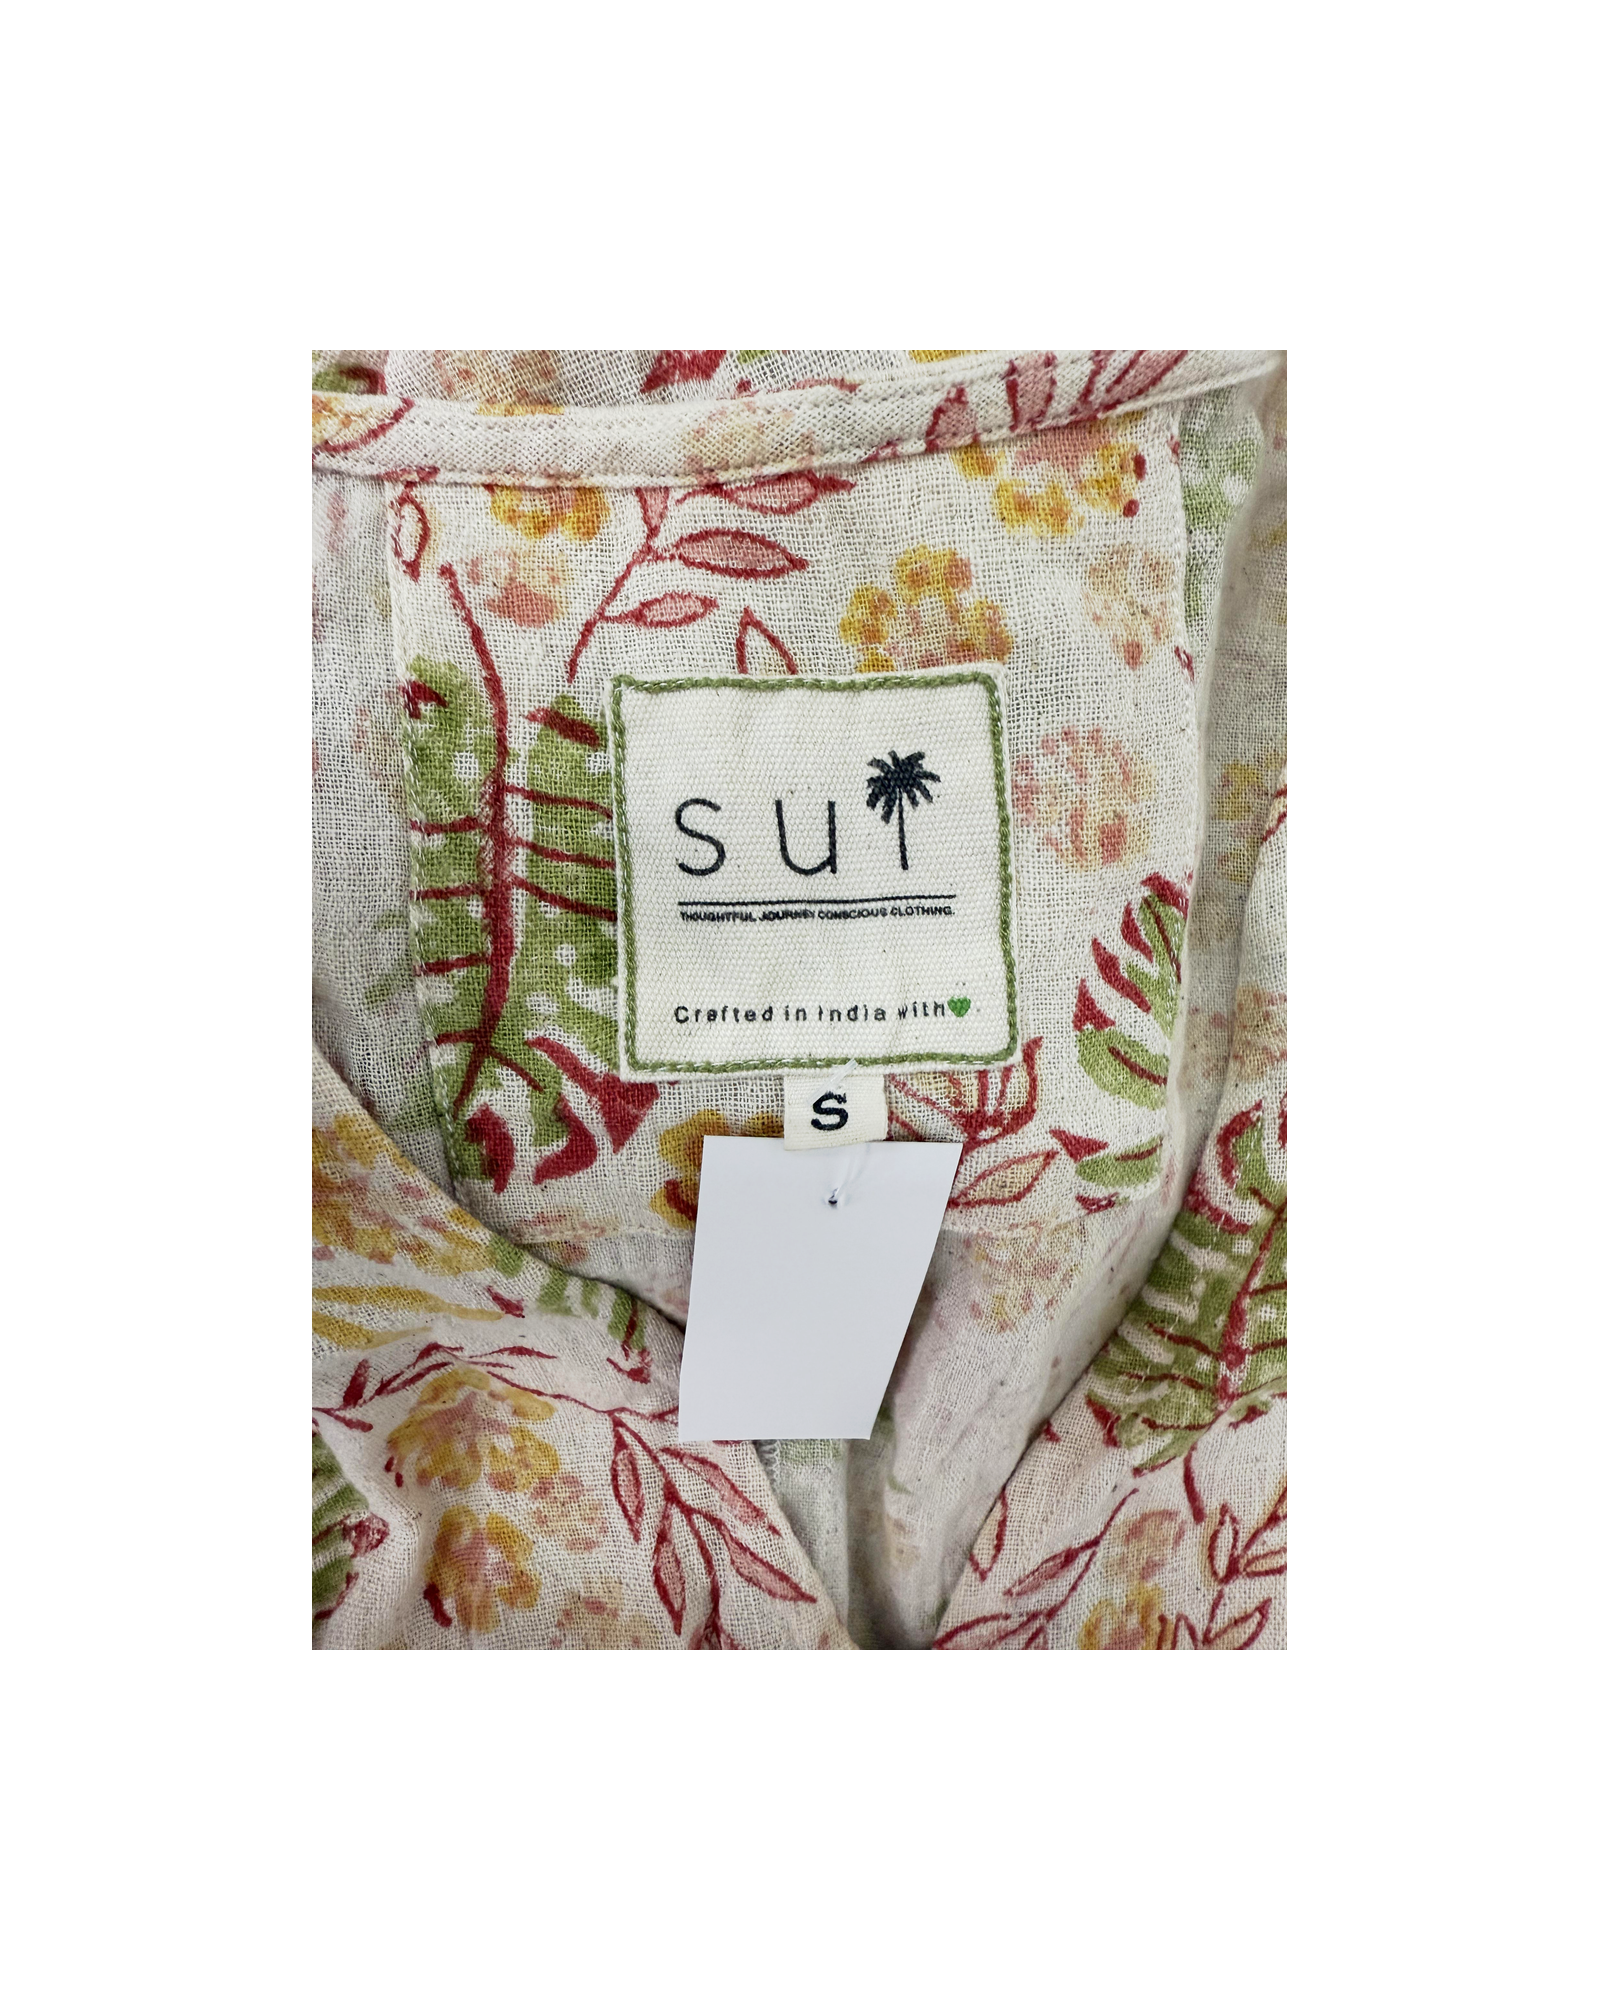 sui
THOUGHTFUL JOURNEY CONSCIOUS CLOTHING.
Crafted in India with
S